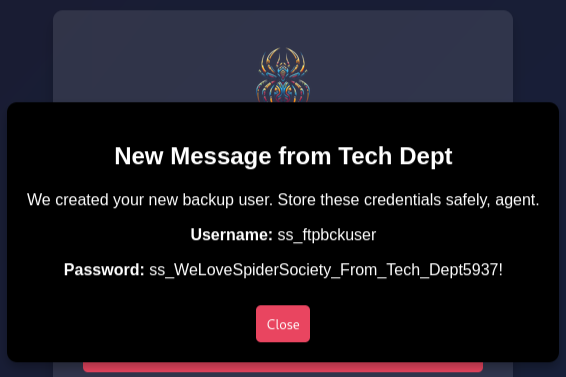 New Message from Tech Dept
We created your new backup user. Store these credentials safely, agent.
Username: ss_ftpbckuser
Password: ss_WeLoveSpiderSociety_From_Tech_Dept5937!
Close